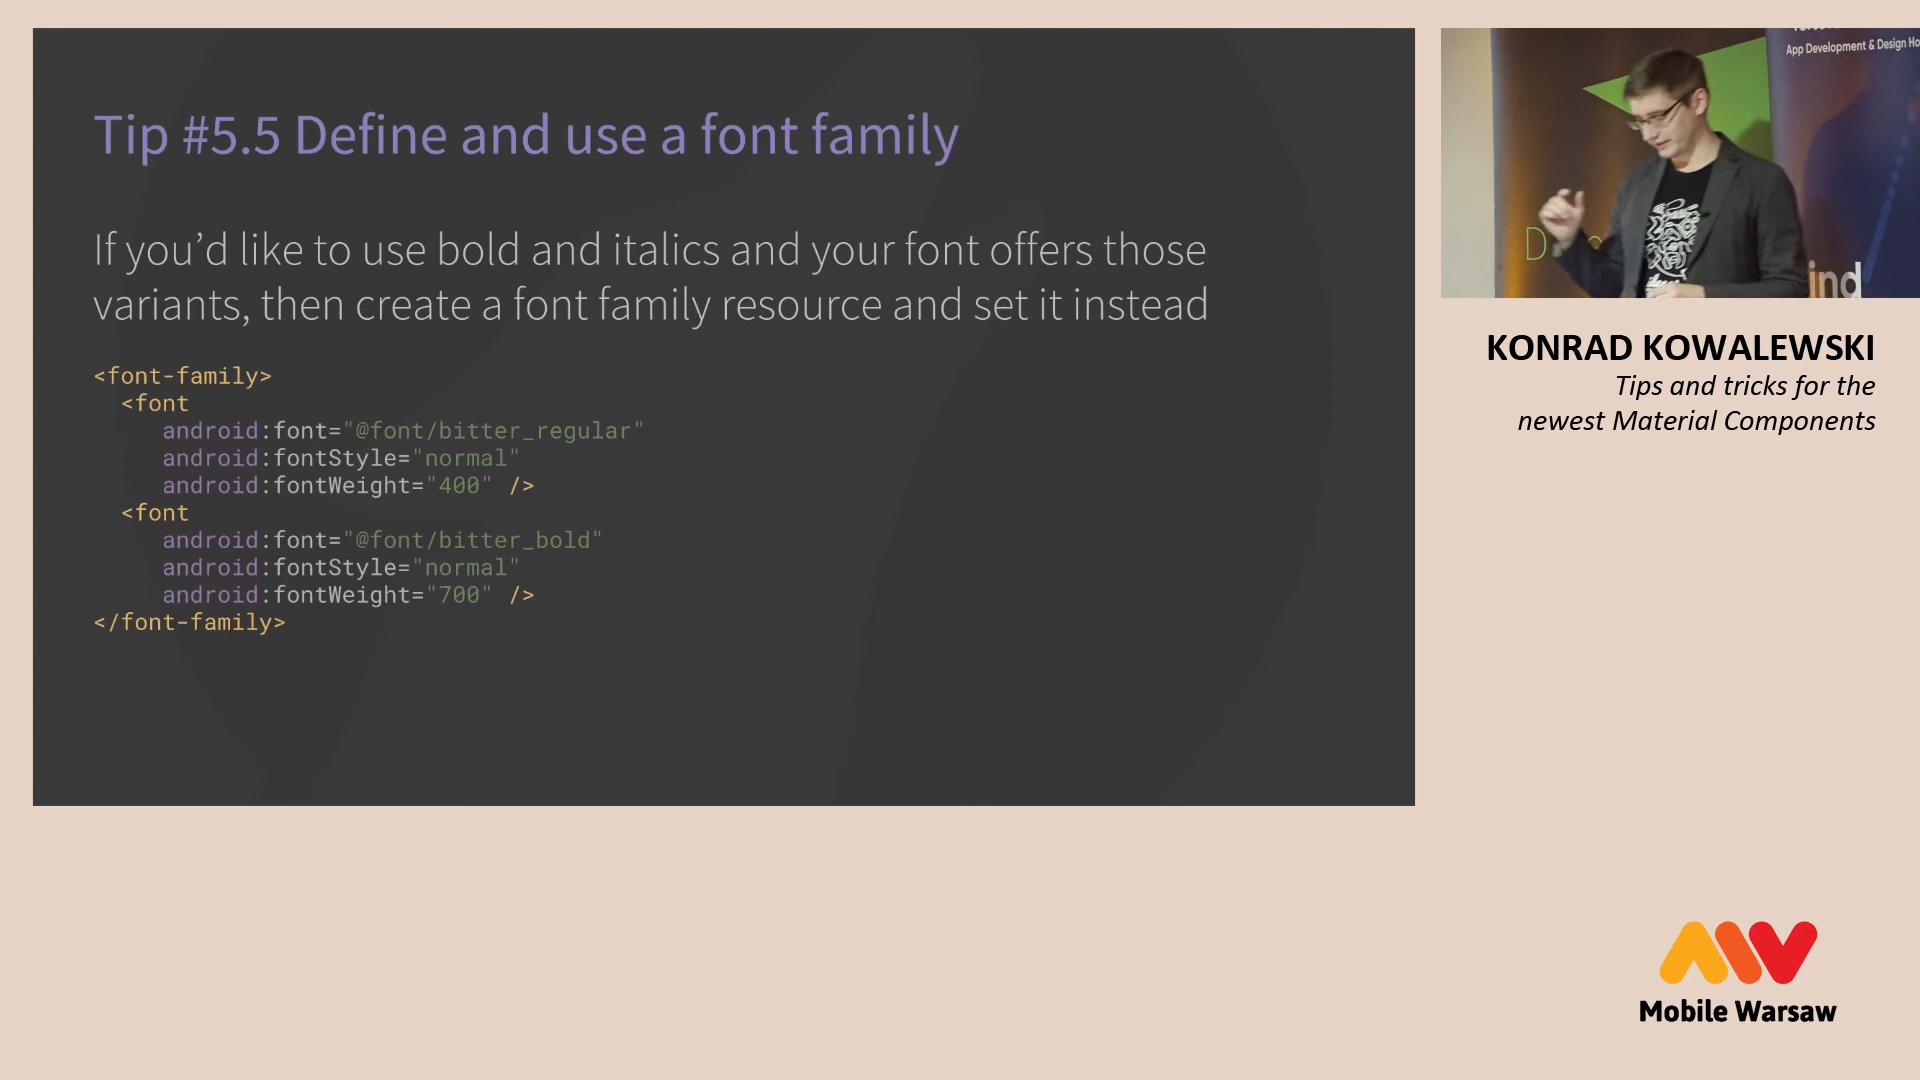 Tip #5.5 Define and use a font family
If you’d like to use bold and italics and your font offers those
variants, then create a font family resource and set it instead
<font-family>
<font
android:font="@font/bitter_regular"
android:fontStyle="normal"
android:fontWeight="400" />
<font
android:font="@font/bitter_bold"
android:fontStyle="normal"
android:fontWeight="700" />
</font-family>
App Development & Design
ind
KONRAD KOWALEWSKI
Tips and tricks for the
newest Material Components
Mobile Warsaw